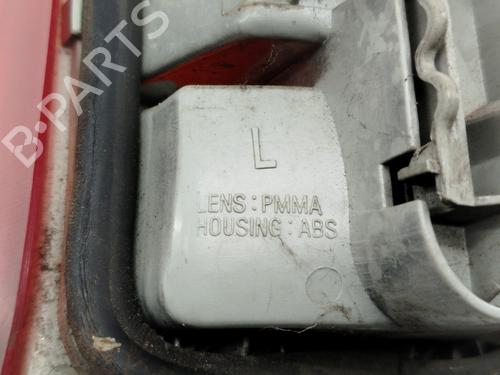 B-PARTS
L
LENS : PMMA
HOUSING : ABS